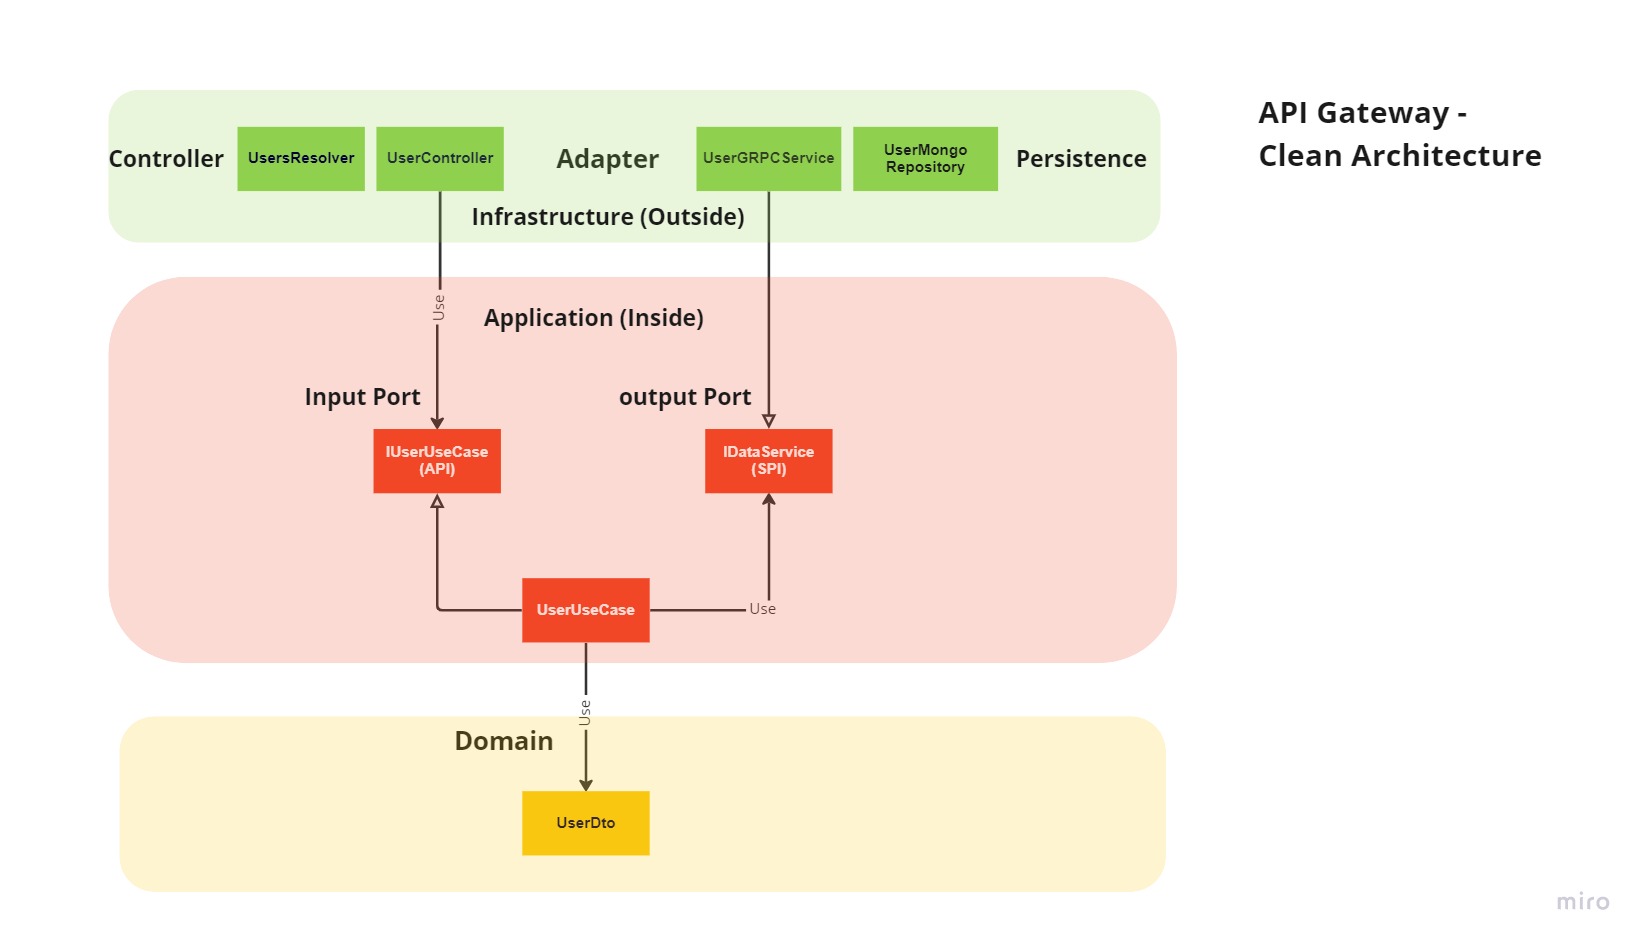 API Gateway -
Clean Architecture
Controller
UsersResolver
UserController
Adapter
UserGRPCService
UserMongo
Repository
Persistence
Infrastructure (Outside)
Use
Application (Inside)
Input Port
output Port
IUserUseCase
(API)
IDataService
(SPI)
UserUseCase
Use
Use
Domain
UserDto
miro